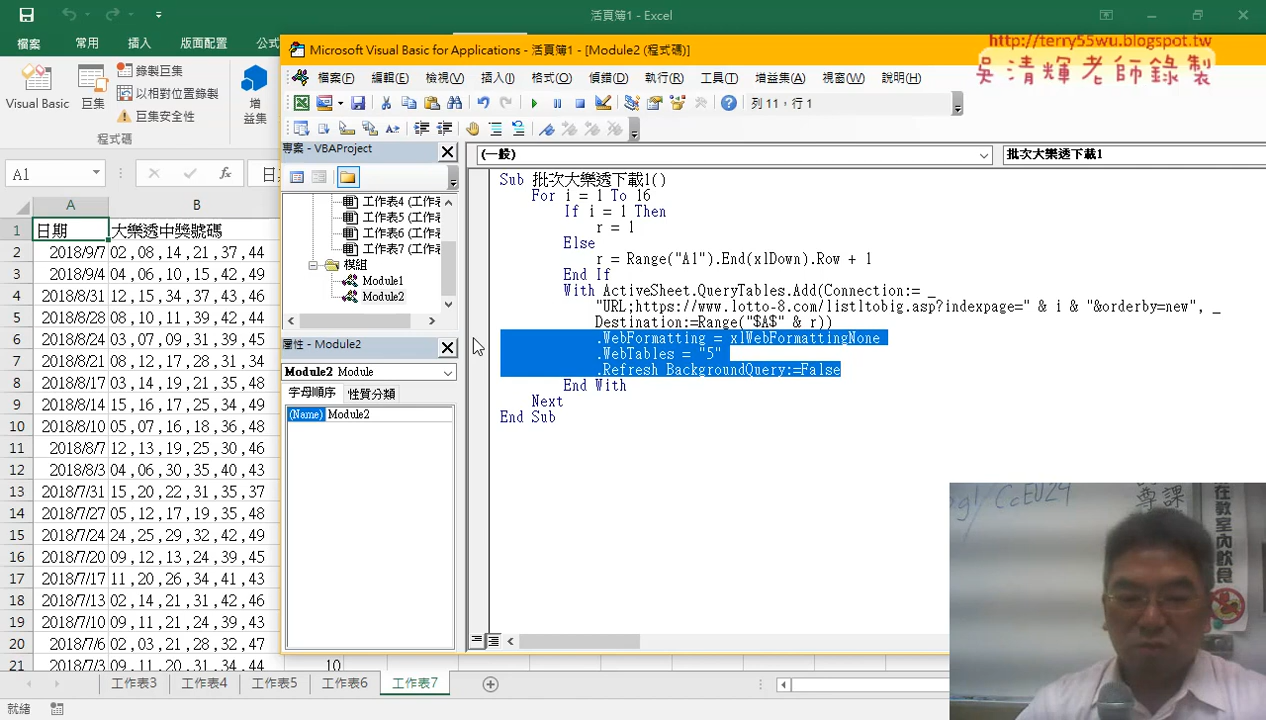 活頁簿1 - Excel
檔案 常用 插入 版面配置 公式
Visual Basic
巨集
錄製巨集
以相對位置錄製
巨集安全性
增益集
程式碼
A1
fx
Microsoft Visual Basic for Applications - 活頁簿1 - [Module2 (程式碼)]
http://terry55wu.blogspot.tw
吳清輝老師錄製
檔案(F) 編輯(E) 檢視(V) 插入(I) 格式(O) 偵錯(D) 執行(R) 工具(T) 增益集(A) 視窗(W) 說明(H)
列 11，行 1
專案 - VBAProject
工作表4 (工作
工作表5 (工作
工作表6 (工作
工作表7 (工作
模組
Module1
Module2
屬性 - Module2
Module2 Module
字母順序 性質分類
(Name) Module2
(一般)
批次大樂透下載1
Sub 批次大樂透下載1()
For i = 1 To 16
If i = 1 Then
r = 1
Else
r = Range("A1").End(xlDown).Row + 1
End If
With ActiveSheet.QueryTables.Add(Connection:= _
"URL;https://www.lotto-8.com/listltobig.asp?indexpage=" & i & "&orderby=new", _
Destination:=Range("$A$" & r))
.WebFormatting = xlWebFormattingNone
.WebTables = "5"
.Refresh BackgroundQuery:=False
End With
Next
End Sub
A B
1 日期 大樂透中獎號碼
2 2018/9/7 02 ,08 ,14 ,21 ,37 ,44
3 2018/9/4 04 ,06 ,10 ,15 ,42 ,49
4 2018/8/31 12 ,15 ,34 ,37 ,43 ,46
5 2018/8/28 08 ,10 ,11 ,39 ,42 ,44
6 2018/8/24 03 ,07 ,09 ,31 ,39 ,45
7 2018/8/21 08 ,12 ,17 ,21 ,38 ,44
8 2018/8/17 02 ,13 ,18 ,21 ,35 ,48
9 2018/8/14 15 ,16 ,17 ,25 ,34 ,49
10 2018/8/10 05 ,07 ,16 ,18 ,36 ,48
11 2018/8/7 12 ,13 ,19 ,25 ,30 ,46
12 2018/8/3 04 ,06 ,30 ,35 ,40 ,43
13 2018/7/31 15 ,20 ,22 ,31 ,35 ,37
14 2018/7/27 05 ,12 ,17 ,19 ,35 ,48
15 2018/7/24 24 ,25 ,29 ,32 ,42 ,49
16 2018/7/20 09 ,12 ,13 ,24 ,39 ,45
17 2018/7/17 11 ,20 ,26 ,34 ,41 ,43
18 2018/7/13 02 ,14 ,21 ,31 ,42 ,46
19 2018/7/10 09 ,11 ,21 ,24 ,39 ,43
20 2018/7/6 02 ,03 ,21 ,28 ,32 ,47
21 2018/7/3 09 ,11 ,20 ,31 ,34 ,44 10
工作表3 工作表4 工作表5 工作表6 工作表7
就緒
在教室內飲食